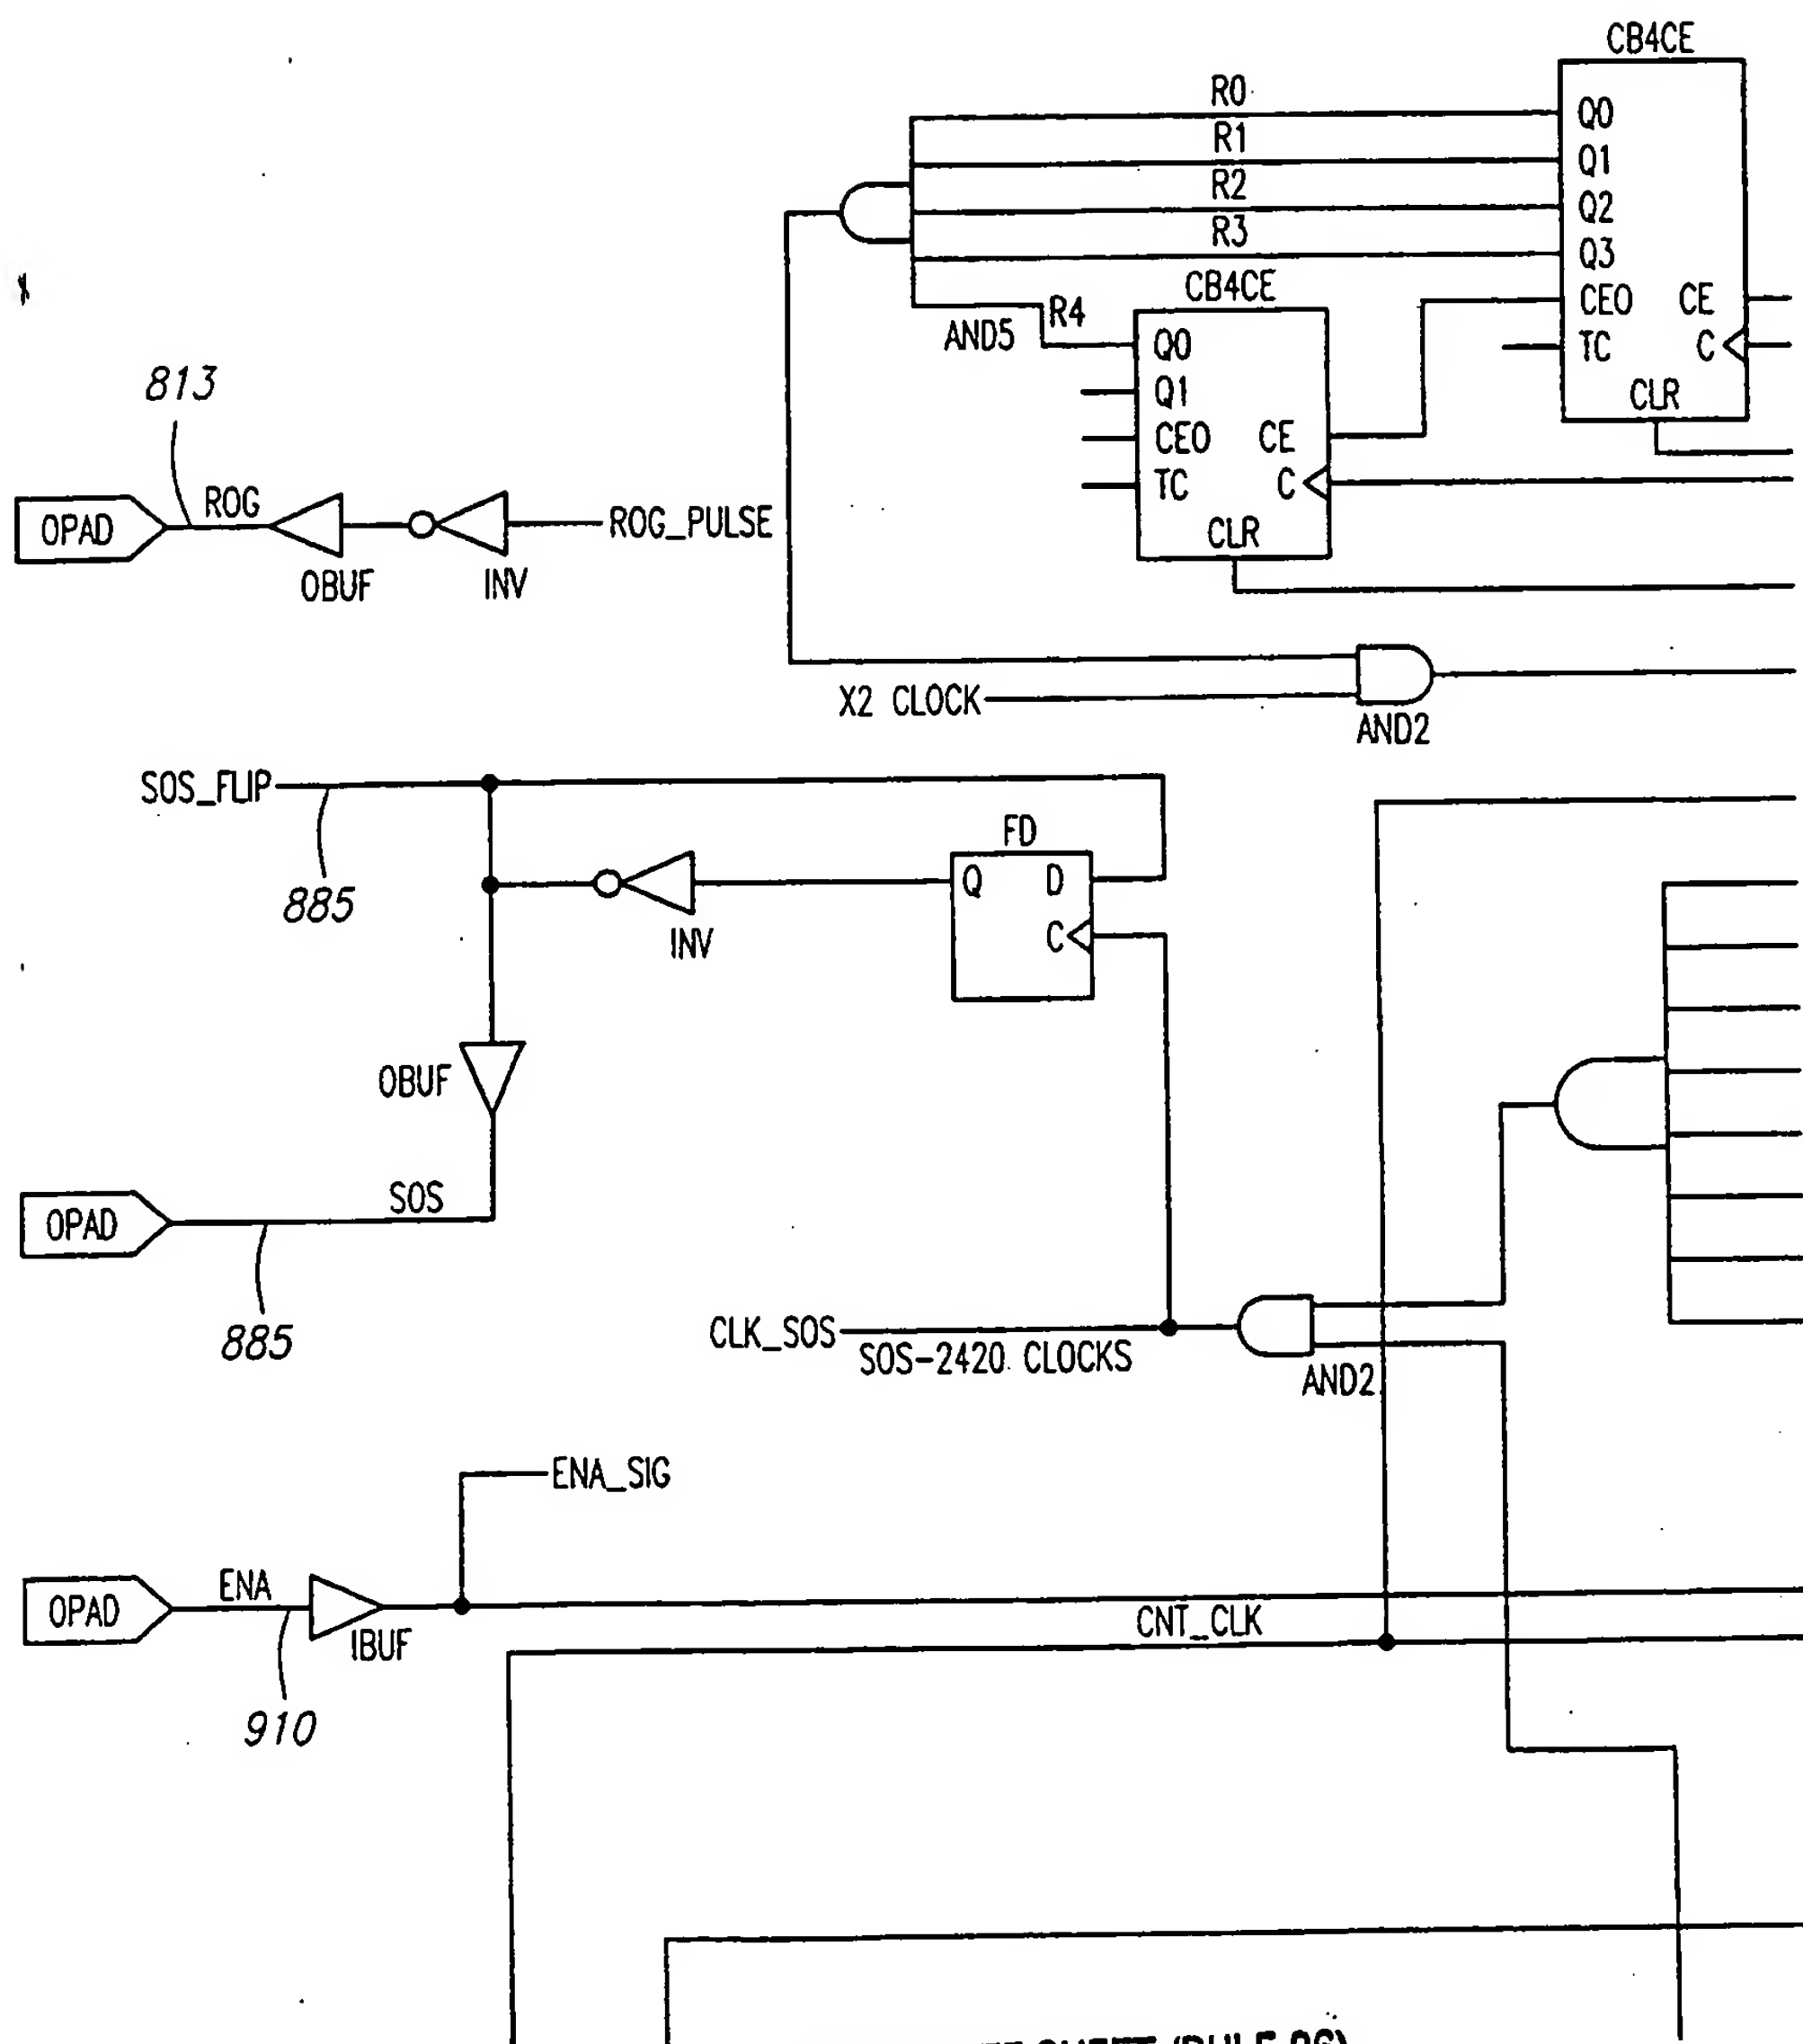 CB4CE
R0
Q0
R1
Q1
R2
Q2
R3
Q3
CB4CE
CEO CE
R4
AND5
Q0
TC C
813
Q1
CLR
CEO CE
ROG
TC C
OPAD
ROG_PULSE
CLR
OBUF
INV
X2 CLOCK
AND2
SOS_FLIP
FD
885
Q D
INV
C
OBUF
SOS
OPAD
885
CLK_SOS
SOS-2420 CLOCKS
AND2
ENA_SIG
ENA
OPAD
IBUF
CNT_CLK
910
(RULE 26)